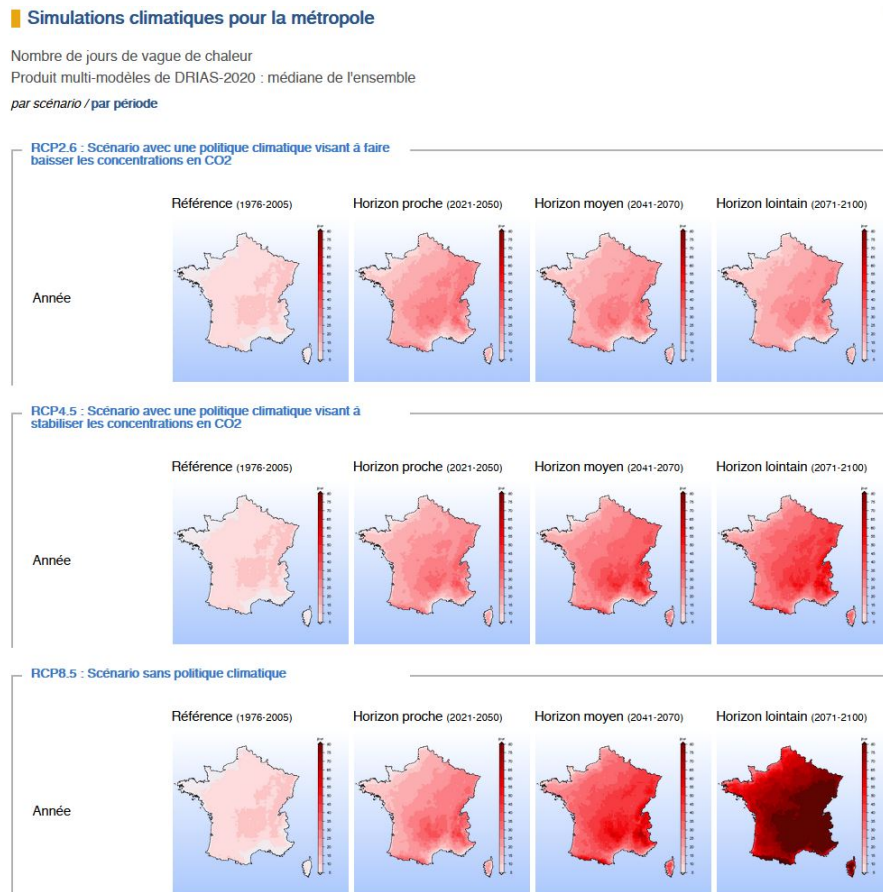 Simulations climatiques pour la métropole
Nombre de jours de vague de chaleur
Produit multi-modèles de DRIAS-2020 : médiane de l'ensemble
par scénario / par période
RCP2.6 : Scénario avec une politique climatique visant à faire
baisser les concentrations en CO2
Référence (1976-2005) Horizon proche (2021-2050) Horizon moyen (2041-2070) Horizon lointain (2071-2100)
Année
RCP4.5 : Scénario avec une politique climatique visant à
stabiliser les concentrations en CO2
Référence (1976-2005) Horizon proche (2021-2050) Horizon moyen (2041-2070) Horizon lointain (2071-2100)
Année
RCP8.5 : Scénario sans politique climatique
Référence (1976-2005) Horizon proche (2021-2050) Horizon moyen (2041-2070) Horizon lointain (2071-2100)
Année